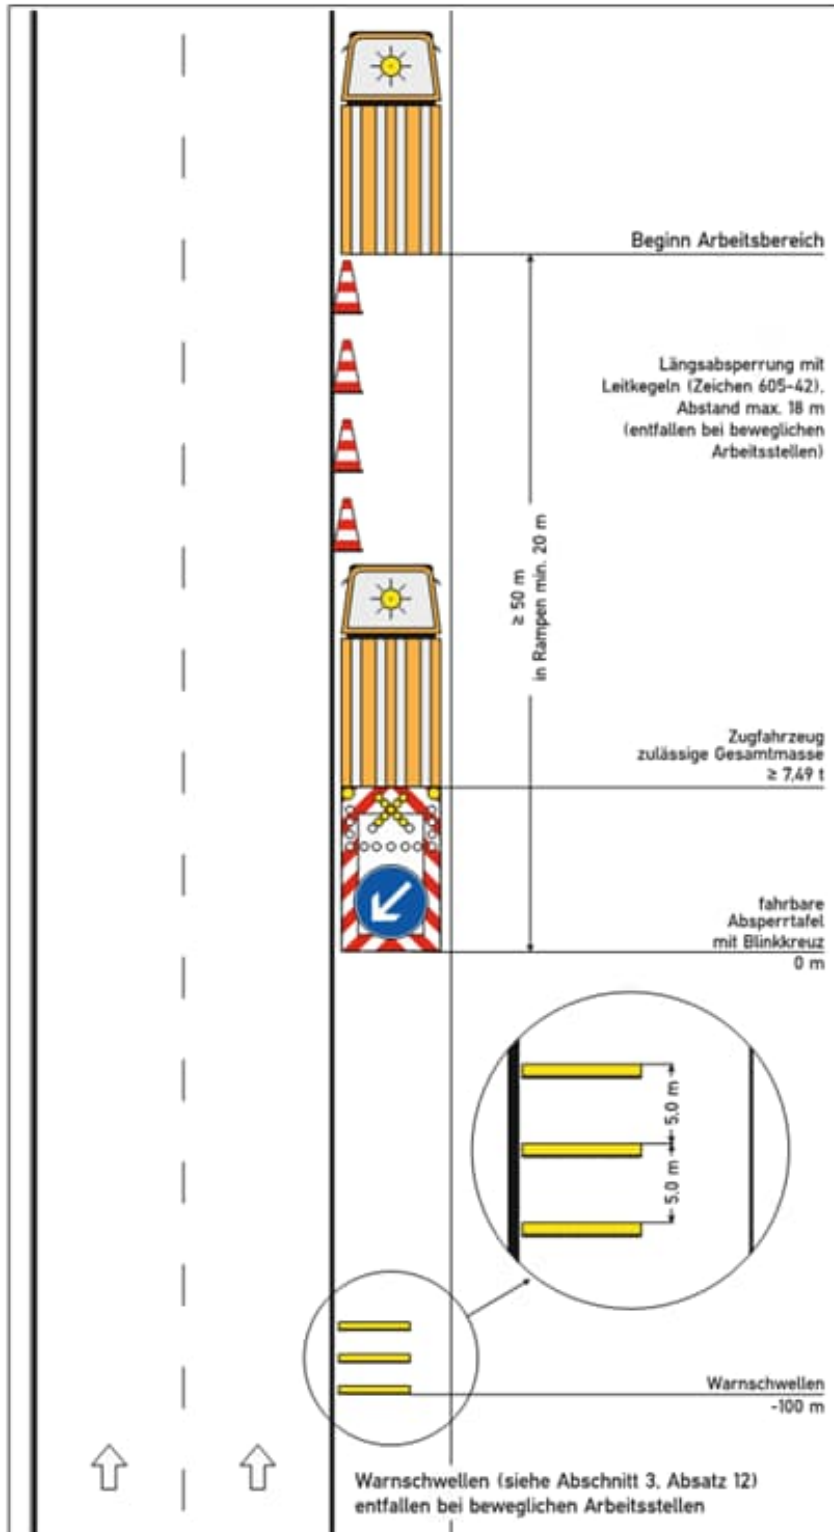 Beginn Arbeitsbereich
Längsabsperrung mit
Leitkegeln (Zeichen 605-42),
Abstand max. 18 m
(entfallen bei beweglichen
Arbeitsstellen)
≥ 50 m
in Rampen min. 20 m
Zugfahrzeug
zulässige Gesamtmasse
≥ 7,49 t
fahrbare
Absperrtafel
mit Blinkkreuz
0 m
5,0 m
5,0 m
Warnschwellen
-100 m
Warnschwellen (siehe Abschnitt 3, Absatz 12)
entfallen bei beweglichen Arbeitsstellen